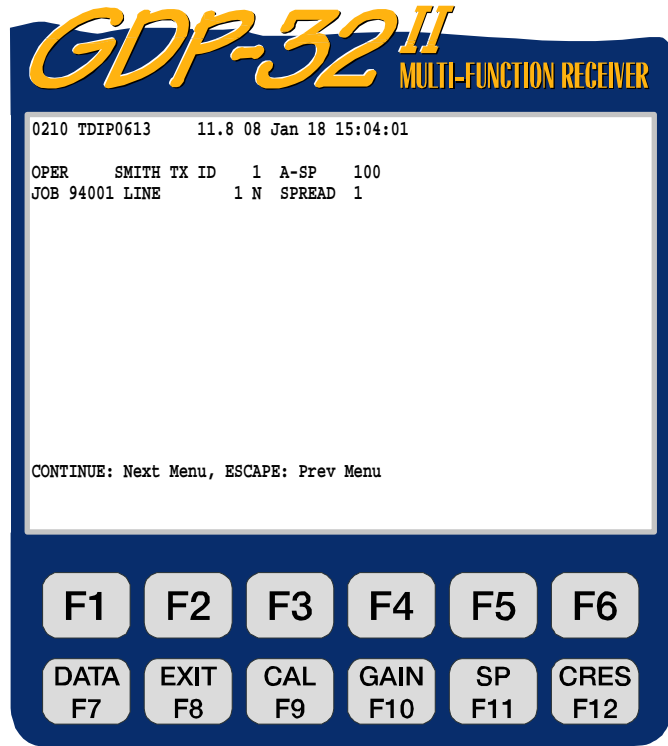 GDP-32 II
MULTI-FUNCTION RECEIVER
0210 TDIP0613 11.8 08 Jan 18 15:04:01
OPER SMITH TX ID 1 A-SP 100
JOB 94001 LINE 1 N SPREAD 1
CONTINUE: Next Menu, ESCAPE: Prev Menu
F1 F2 F3 F4 F5 F6
DATA EXIT CAL GAIN SP CRES
F7 F8 F9 F10 F11 F12